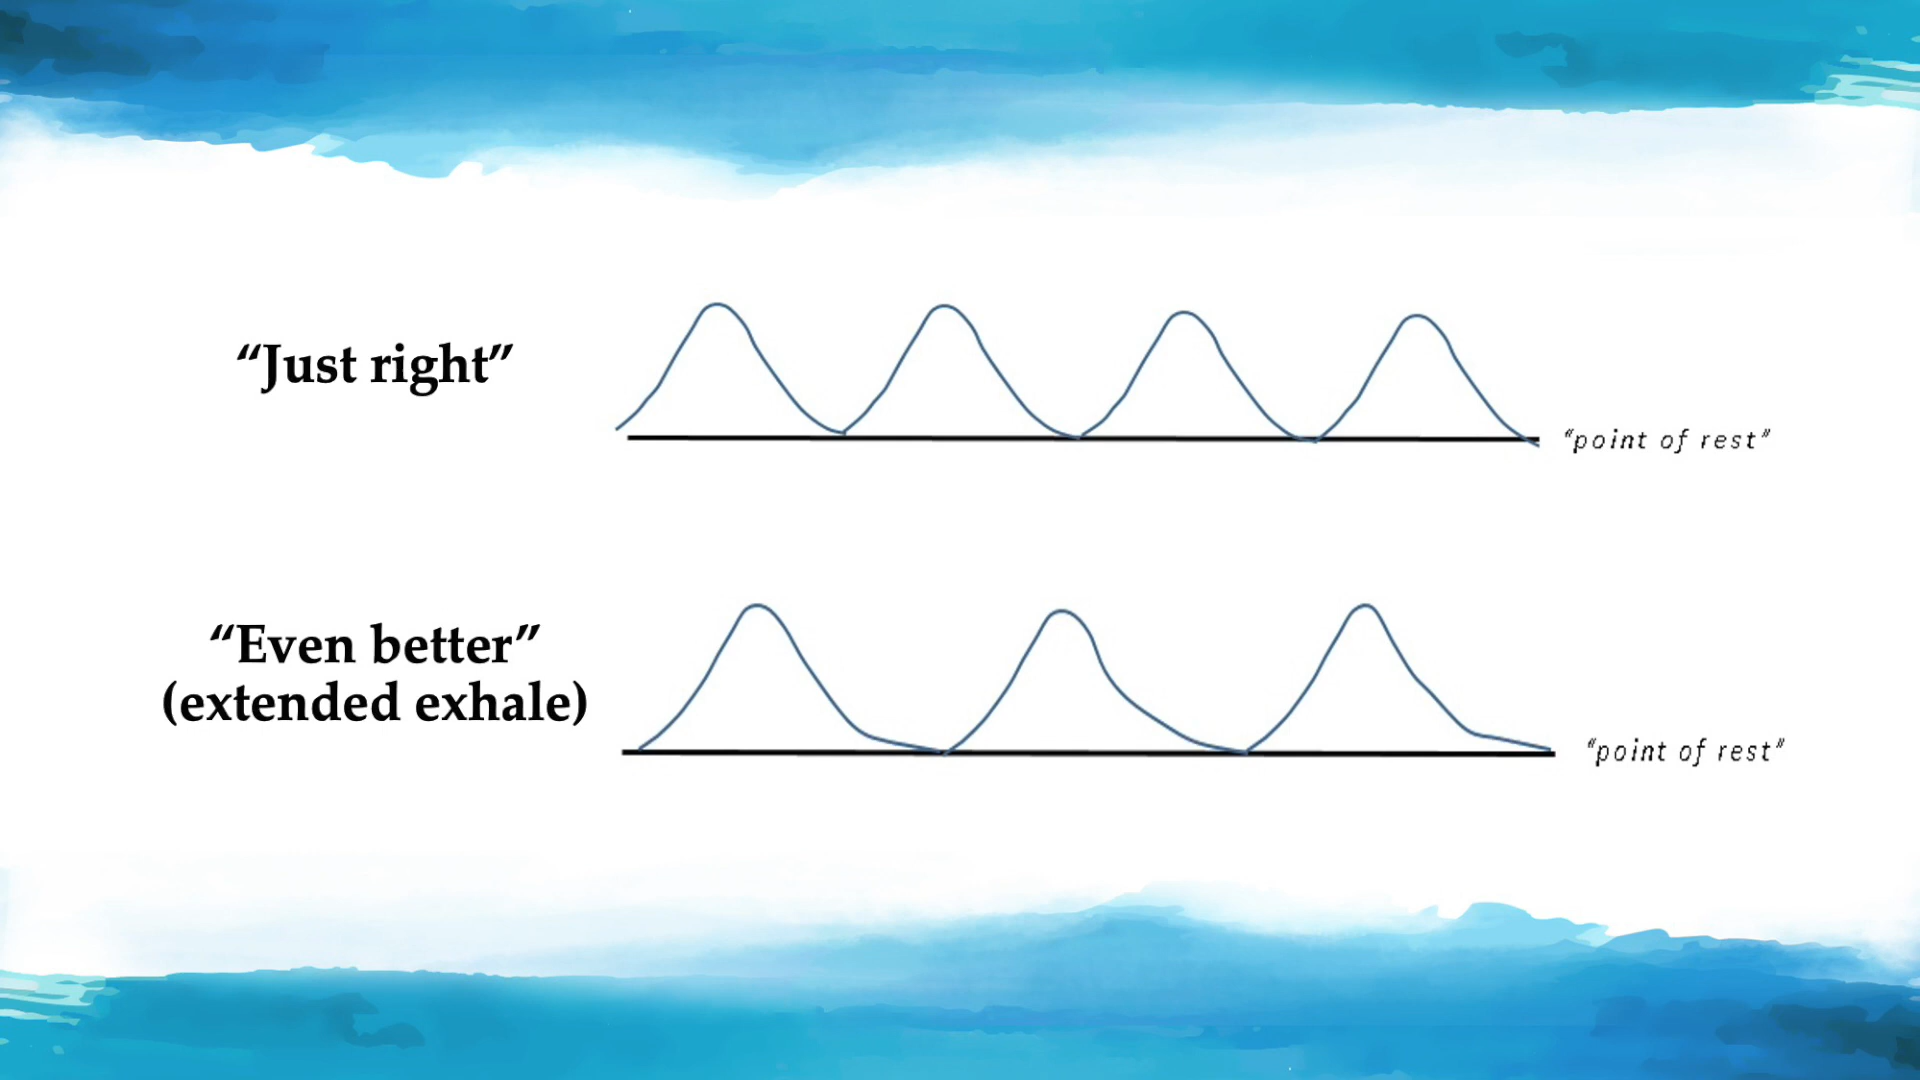 “Just right”
“point of rest”
“Even better”
(extended exhale)
“point of rest”